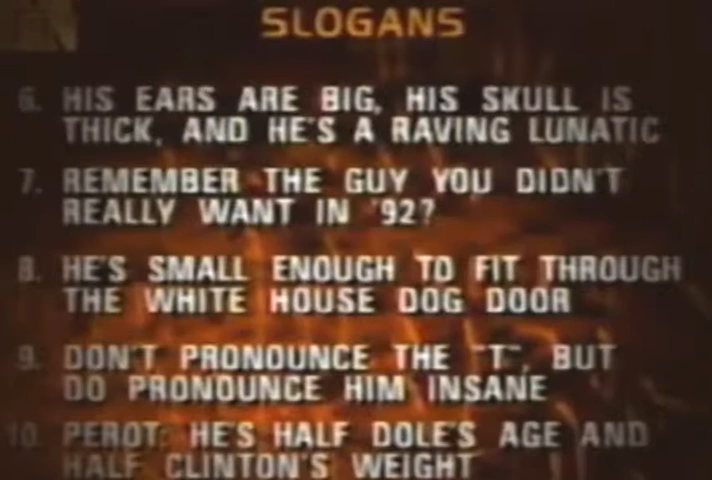 SLOGANS
6. HIS EARS ARE BIG, HIS SKULL IS
THICK, AND HE'S A RAVING LUNATIC
7. REMEMBER THE GUY YOU DIDN'T
REALLY WANT IN '92?
8. HE'S SMALL ENOUGH TO FIT THROUGH
THE WHITE HOUSE DOG DOOR
9. DON'T PRONOUNCE THE "T", BUT
DO PRONOUNCE HIM INSANE
10. PEROT: HE'S HALF DOLE'S AGE AND
HALF CLINTON'S WEIGHT